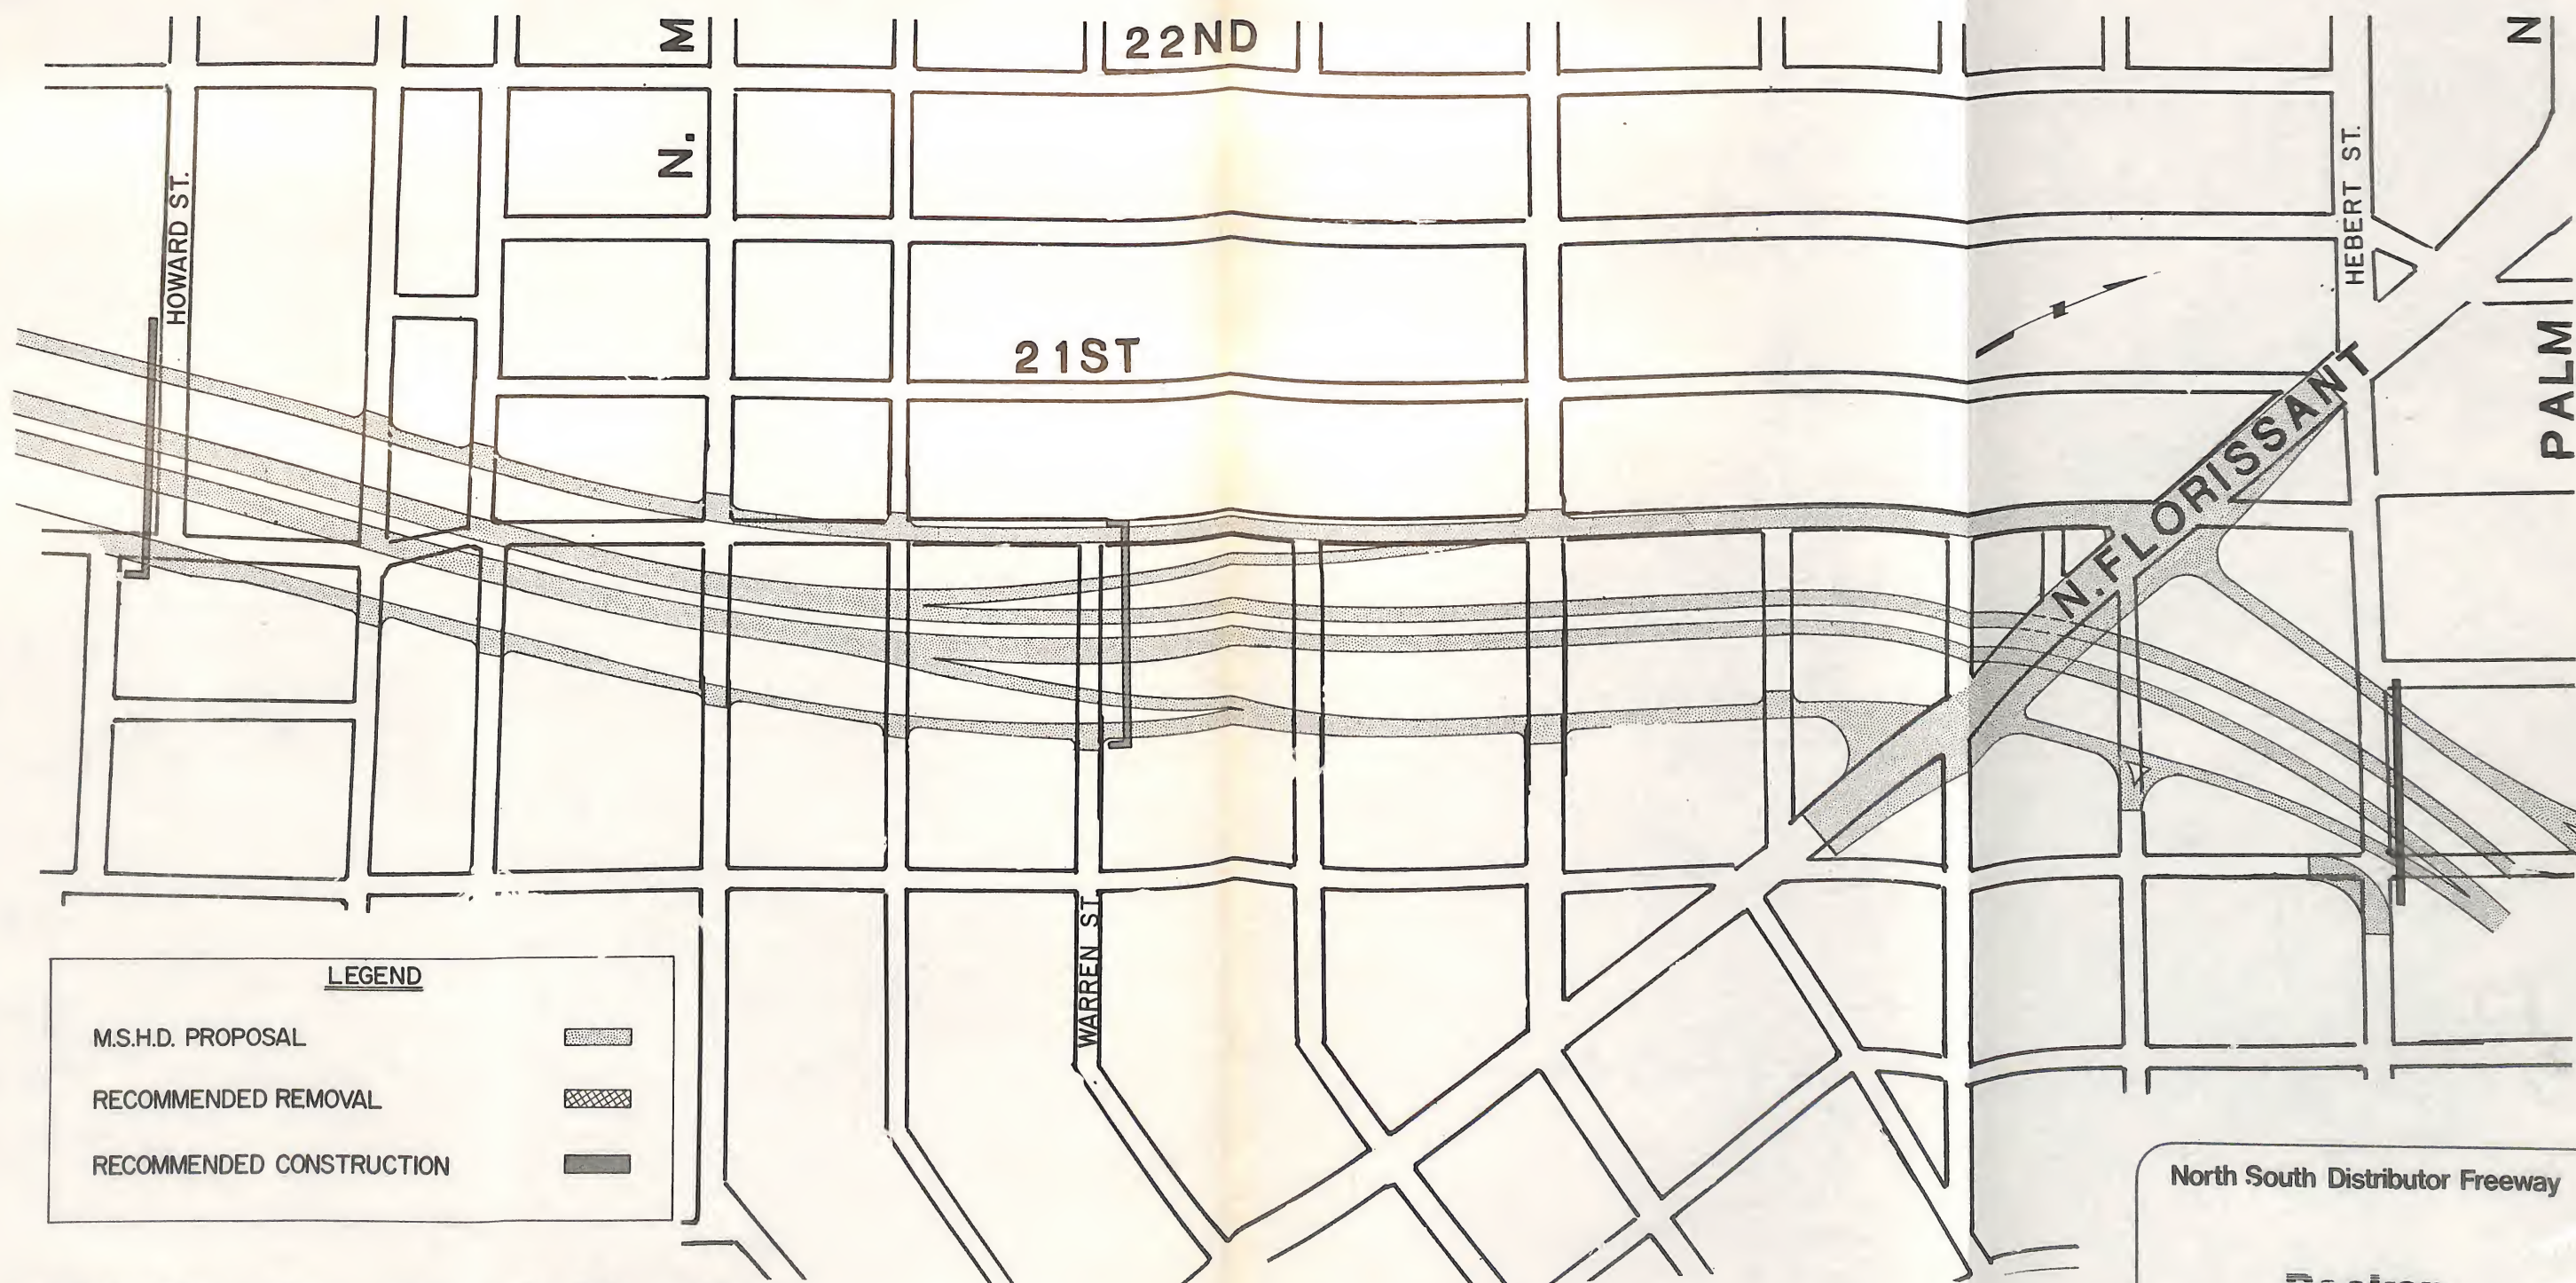 22ND
M
N.
N
HOWARD ST.
HEBERT ST.
21ST
PALM
N. FLORISSANT
WARREN ST.
LEGEND
M.S.H.D. PROPOSAL
RECOMMENDED REMOVAL
RECOMMENDED CONSTRUCTION
North South Distributor Freeway